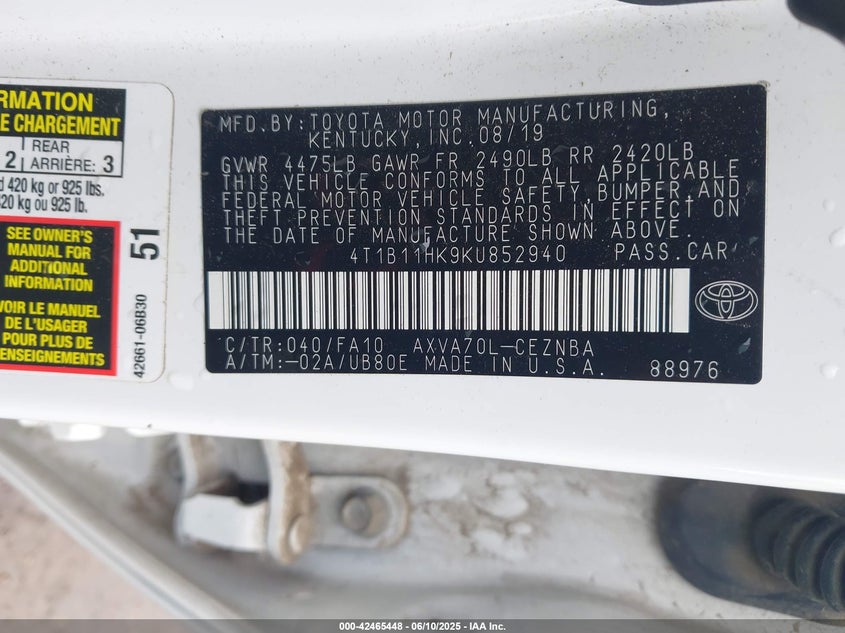 RMATION
E CHARGEMENT
2 REAR
ARRIÈRE: 3
d 420 kg or 925 lbs.
20 kg ou 925 lb.
SEE OWNER'S
MANUAL FOR
ADDITIONAL
INFORMATION
VOIR LE MANUEL
DE L'USAGER
POUR PLUS DE
RENSEIGNEMENTS
51
42661-06B30
MFD.BY:TOYOTA MOTOR MANUFACTURING,
KENTUCKY, INC. 08/19
GVWR 4475LB GAWR FR 2490LB RR 2420LB
THIS VEHICLE CONFORMS TO ALL APPLICABLE
FEDERAL MOTOR VEHICLE SAFETY, BUMPER, AND
THEFT PREVENTION STANDARDS IN EFFECT ON
THE DATE OF MANUFACTURE SHOWN ABOVE.
4T1B11HK9KU852940 PASS.CAR
C/TR:040/FA10 AXVA70L-CEZNBA
A/TM:-02A/UB80E MADE IN U.S.A.
88976
000-42465448 - 06/10/2025 - IAA Inc.